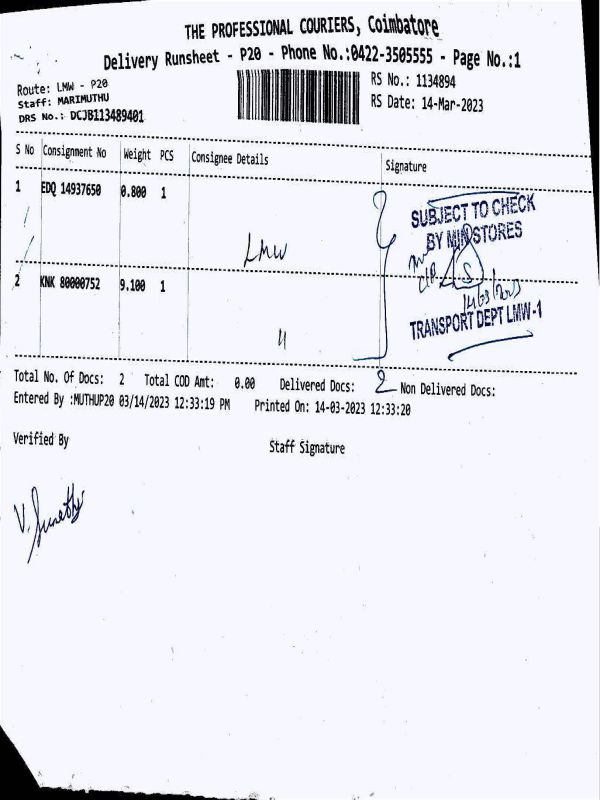 THE PROFESSIONAL COURIERS, Coimbatore
Delivery Runsheet - P20 - Phone No.:0422-3505555 - Page No.:1
Route: LMW - P20
Staff: MARIMUTHU
DRS No.: DCJB113489401
RS No.: 1134894
RS Date: 14-Mar-2023
S No Consignment No Weight PCS Consignee Details Signature
1 EDQ 14937650 0.800 1
LMW
SUBJECT TO CHECK
BY MIN STORES
2 KNK 80000752 9.100 1
S
14/03/2023
TRANSPORT DEPT LMW-1
"
Total No. Of Docs: 2 Total COD Amt: 0.00 Delivered Docs: 2 Non Delivered Docs:
Entered By :MUTHUP20 03/14/2023 12:33:19 PM Printed On: 14-03-2023 12:33:20
Verified By Staff Signature